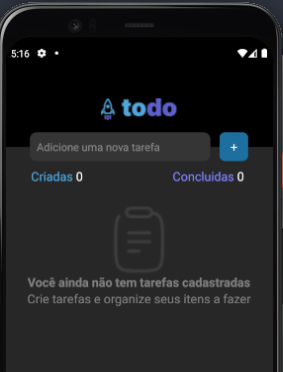 5:16
todo
Adicione uma nova tarefa
+
Criadas 0
Concluidas 0
Você ainda não tem tarefas cadastradas
Crie tarefas e organize seus itens a fazer